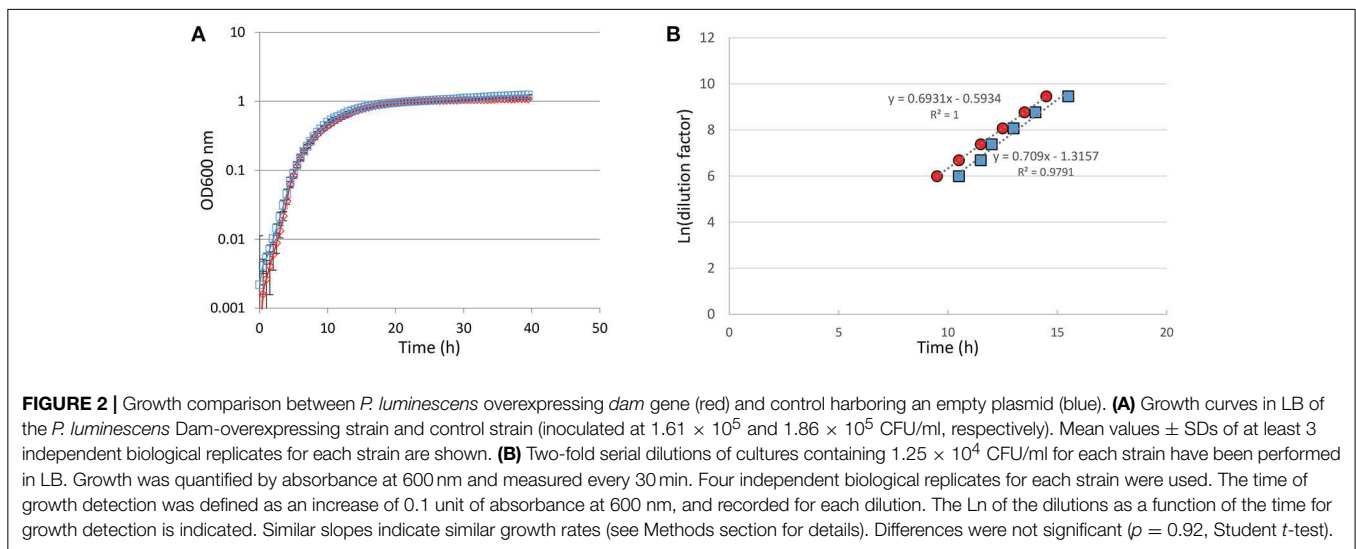 A
OD600 nm
10
1
0.1
0.01
0.001
0 10 20 30 40 50
Time (h)
B
Ln(dilution factor)
12
10
8
6
4
2
0
y = 0.6931x - 0.5934
R² = 1
y = 0.709x - 1.3157
R² = 0.9791
0 5 10 15 20
Time (h)
FIGURE 2 | Growth comparison between P. luminescens overexpressing dam gene (red) and control harboring an empty plasmid (blue). (A) Growth curves in LB of
the P. luminescens Dam-overexpressing strain and control strain (inoculated at 1.61 × 10⁵ and 1.86 × 10⁵ CFU/ml, respectively). Mean values ± SDs of at least 3
independent biological replicates for each strain are shown. (B) Two-fold serial dilutions of cultures containing 1.25 × 10⁴ CFU/ml for each strain have been performed
in LB. Growth was quantified by absorbance at 600 nm and measured every 30 min. Four independent biological replicates for each strain were used. The time of
growth detection was defined as an increase of 0.1 unit of absorbance at 600 nm, and recorded for each dilution. The Ln of the dilutions as a function of the time for
growth detection is indicated. Similar slopes indicate similar growth rates (see Methods section for details). Differences were not significant (p = 0.92, Student t-test).